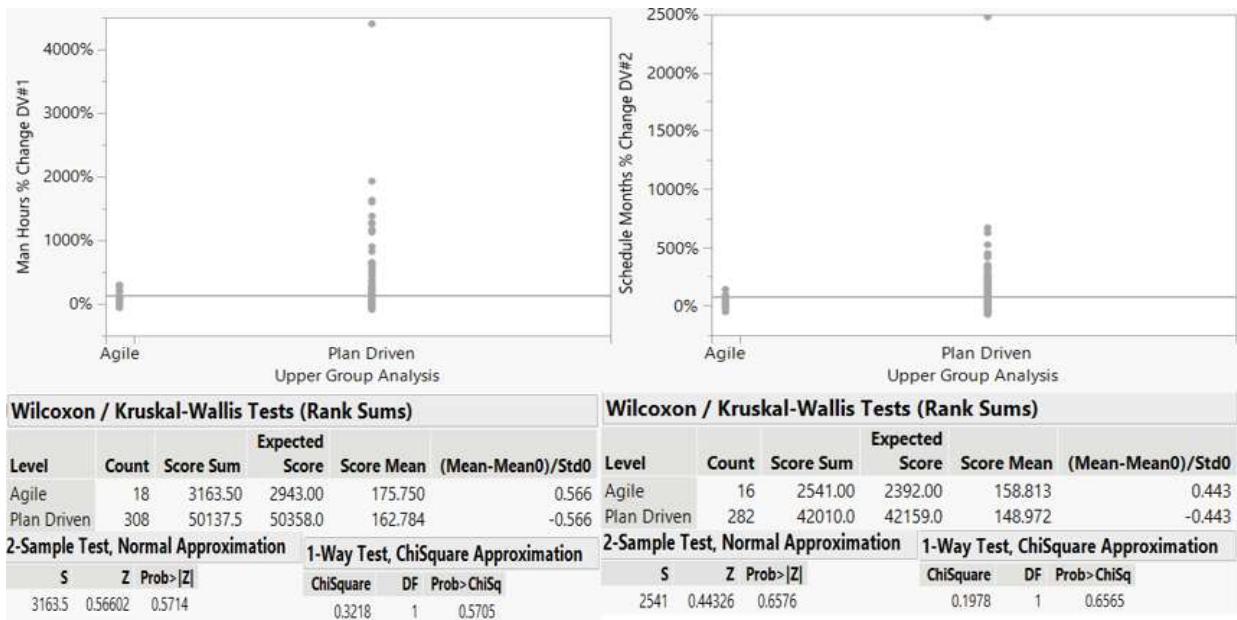 4000%
3000%
2000%
1000%
0%
Man Hours % Change DV#1
Agile
Plan Driven
Upper Group Analysis
2500%
2000%
1500%
1000%
500%
0%
Schedule Months % Change DV#2
Agile
Plan Driven
Upper Group Analysis
Wilcoxon / Kruskal-Wallis Tests (Rank Sums)
Expected
Level Count Score Sum Score Score Mean (Mean-Mean0)/Std0
Agile 18 3163.50 2943.00 175.750 0.566
Plan Driven 308 50137.5 50358.0 162.784 -0.566
2-Sample Test, Normal Approximation
S Z Prob>|Z|
3163.5 0.56602 0.5714
1-Way Test, ChiSquare Approximation
ChiSquare DF Prob>ChiSq
0.3218 1 0.5705
Wilcoxon / Kruskal-Wallis Tests (Rank Sums)
Expected
Level Count Score Sum Score Score Mean (Mean-Mean0)/Std0
Agile 16 2541.00 2392.00 158.813 0.443
Plan Driven 282 42010.0 42159.0 148.972 -0.443
2-Sample Test, Normal Approximation
S Z Prob>|Z|
2541 0.44326 0.6576
1-Way Test, ChiSquare Approximation
ChiSquare DF Prob>ChiSq
0.1978 1 0.6565